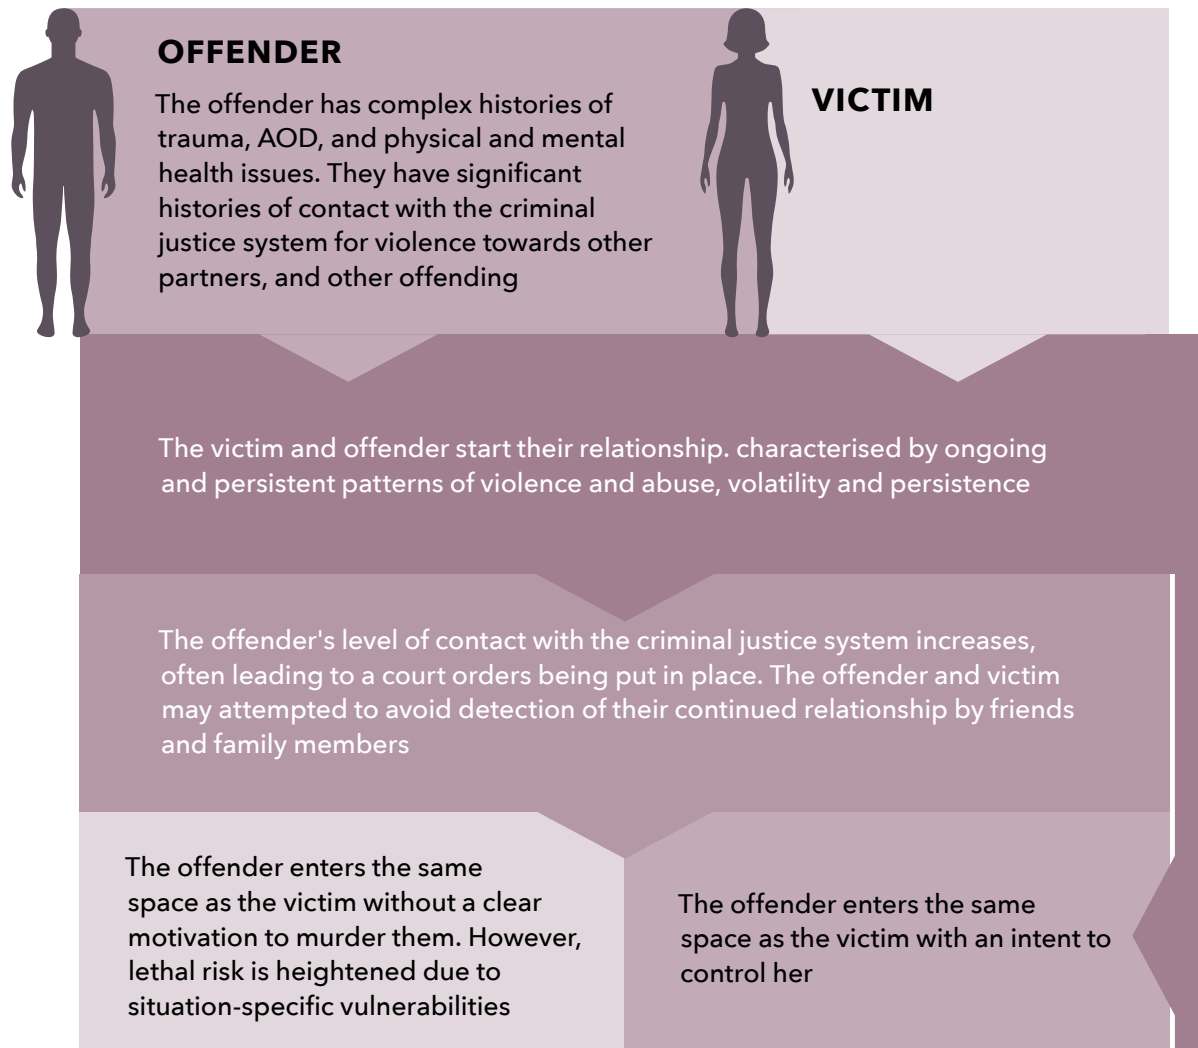 OFFENDER
The offender has complex histories of
trauma, AOD, and physical and mental
health issues. They have significant
histories of contact with the criminal
justice system for violence towards other
partners, and other offending
VICTIM
The victim and offender start their relationship. characterised by ongoing
and persistent patterns of violence and abuse, volatility and persistence
The offender's level of contact with the criminal justice system increases,
often leading to a court orders being put in place. The offender and victim
may attempted to avoid detection of their continued relationship by friends
and family members
The offender enters the same
space as the victim without a clear
motivation to murder them. However,
lethal risk is heightened due to
situation-specific vulnerabilities
The offender enters the same
space as the victim with an intent to
control her